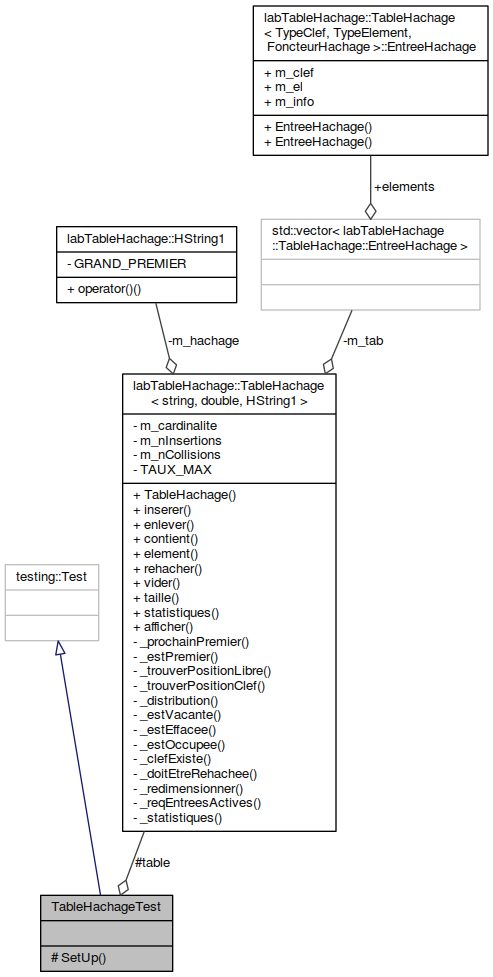 labTableHachage::TableHachage
< TypeClef, TypeElement,
FoncteurHachage >::EntreeHachage
+ m_clef
+ m_el
+ m_info
+ EntreeHachage()
+ EntreeHachage()
+elements
std::vector< labTableHachage
::TableHachage::EntreeHachage >
labTableHachage::HString1
- GRAND_PREMIER
+ operator()()
-m_hachage
-m_tab
labTableHachage::TableHachage
< string, double, HString1 >
- m_cardinalite
- m_nInsertions
- m_nCollisions
- TAUX_MAX
+ TableHachage()
+ inserer()
+ enlever()
+ contient()
+ element()
+ rehacher()
+ vider()
+ taille()
+ statistiques()
+ afficher()
- _prochainPremier()
- _estPremier()
- _trouverPositionLibre()
- _trouverPositionClef()
- _distribution()
- _estVacante()
- _estEffacee()
- _estOccupee()
- _clefExiste()
- _doitEtreRehachee()
- _redimensionner()
- _reqEntreesActives()
- _statistiques()
testing::Test
#table
TableHachageTest
# SetUp()